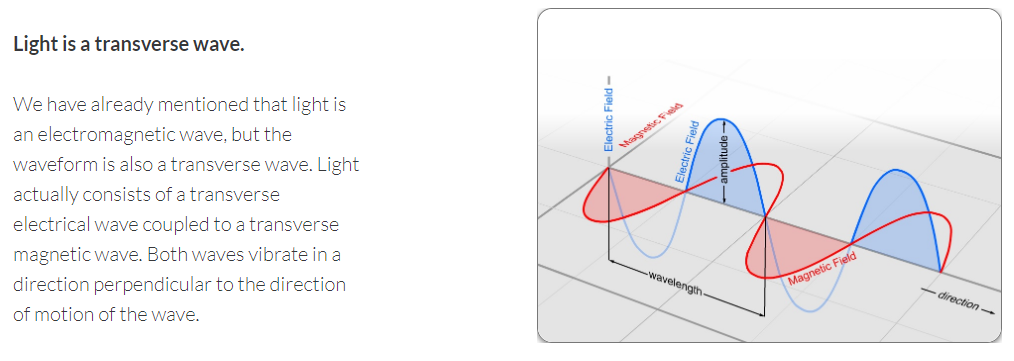 Light is a transverse wave.
We have already mentioned that light is
an electromagnetic wave, but the
waveform is also a transverse wave. Light
actually consists of a transverse
electrical wave coupled to a transverse
magnetic wave. Both waves vibrate in a
direction perpendicular to the direction
of motion of the wave.
Electric Field
Magnetic Field
Electric Field
amplitude
wavelength
Magnetic Field
direction